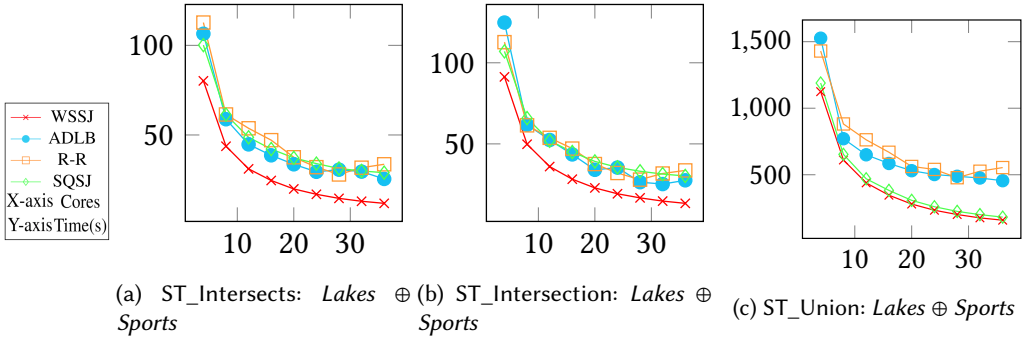 WSSJ
ADLB
R-R
SQSJ
X-axis Cores
Y-axis Time(s)
100
50
10 20 30
(a) ST_Intersects: Lakes ⊕
Sports
100
50
10 20 30
(b) ST_Intersection: Lakes ⊕
Sports
1,500
1,000
500
10 20 30
(c) ST_Union: Lakes ⊕ Sports